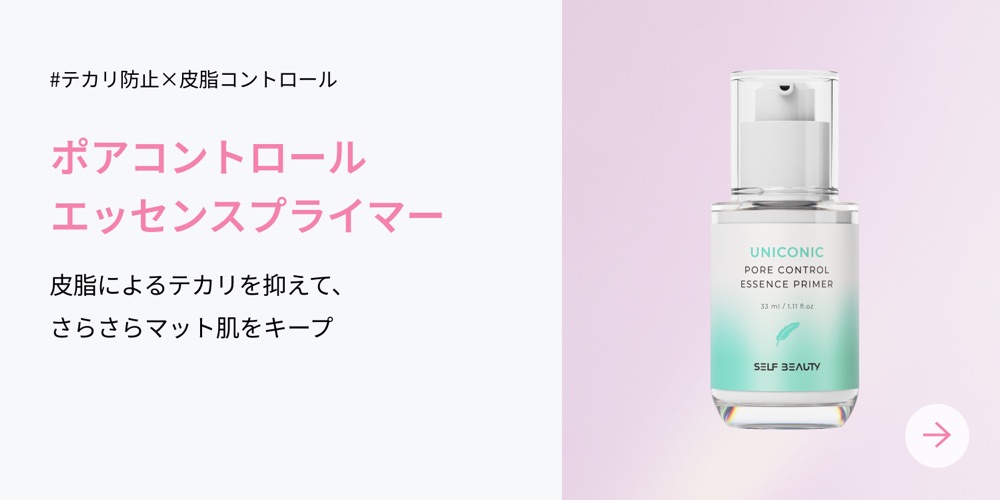 #テカリ防止×皮脂コントロール
ポアコントロール
エッセンスプライマー
皮脂によるテカリを抑えて、
さらさらマット肌をキープ
UNICONIC
PORE CONTROL
ESSENCE PRIMER
33 ml / 1.11 fl.oz
SELF BEAUTY